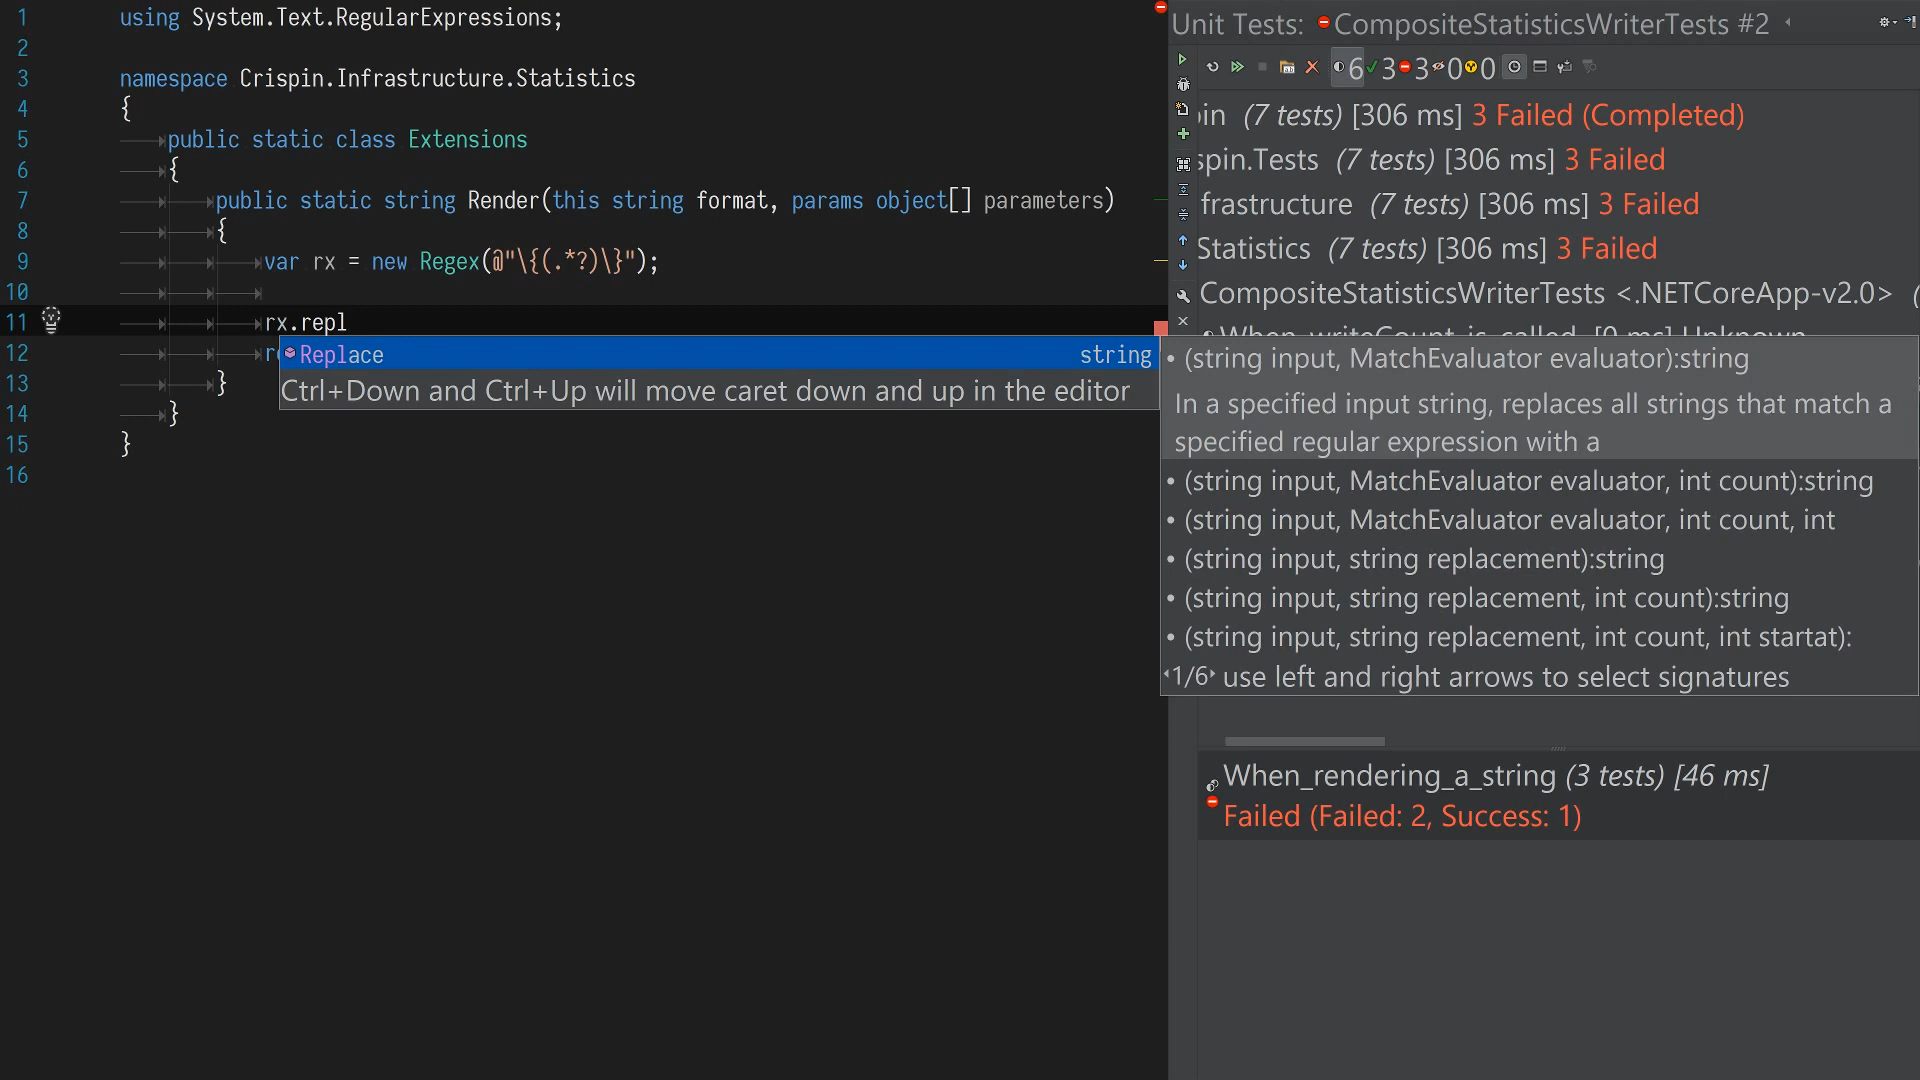 1 using System.Text.RegularExpressions;
2
3 namespace Crispin.Infrastructure.Statistics
4 {
5 public static class Extensions
6 {
7 public static string Render(this string format, params object[] parameters)
8 {
9 var rx = new Regex(@"\{(.*?)\}");
10
11 rx.repl
12 r
13 }
14 }
15 }
16
Replace string
Ctrl+Down and Ctrl+Up will move caret down and up in the editor
Unit Tests: CompositeStatisticsWriterTests #2
6 3 3 0 0
in (7 tests) [306 ms] 3 Failed (Completed)
spin.Tests (7 tests) [306 ms] 3 Failed
frastructure (7 tests) [306 ms] 3 Failed
Statistics (7 tests) [306 ms] 3 Failed
CompositeStatisticsWriterTests <.NETCoreApp-v2.0> (
When_writeCount_is_called [0 ms] Unknown
• (string input, MatchEvaluator evaluator):string
In a specified input string, replaces all strings that match a
specified regular expression with a
• (string input, MatchEvaluator evaluator, int count):string
• (string input, MatchEvaluator evaluator, int count, int
• (string input, string replacement):string
• (string input, string replacement, int count):string
• (string input, string replacement, int count, int startat):
1/6 use left and right arrows to select signatures
When_rendering_a_string (3 tests) [46 ms]
Failed (Failed: 2, Success: 1)